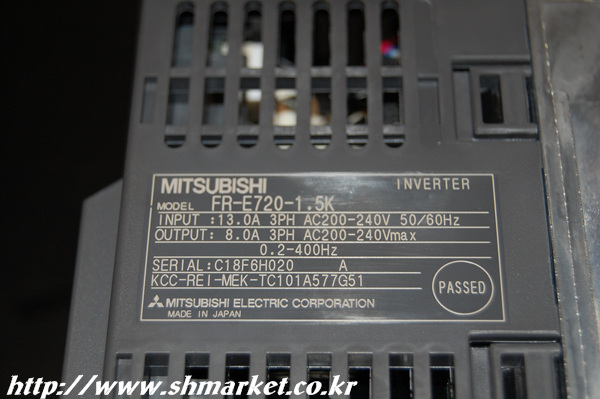 MITSUBISHI INVERTER
MODEL FR-E720-1.5K
INPUT :13.0A 3PH AC200-240V 50/60Hz
OUTPUT: 8.0A 3PH AC200-240Vmax
0.2-400Hz
SERIAL:C18F6H020 A
KCC-REI-MEK-TC101A577G51
PASSED
MITSUBISHI ELECTRIC CORPORATION
MADE IN JAPAN
http://www.shmarket.co.kr